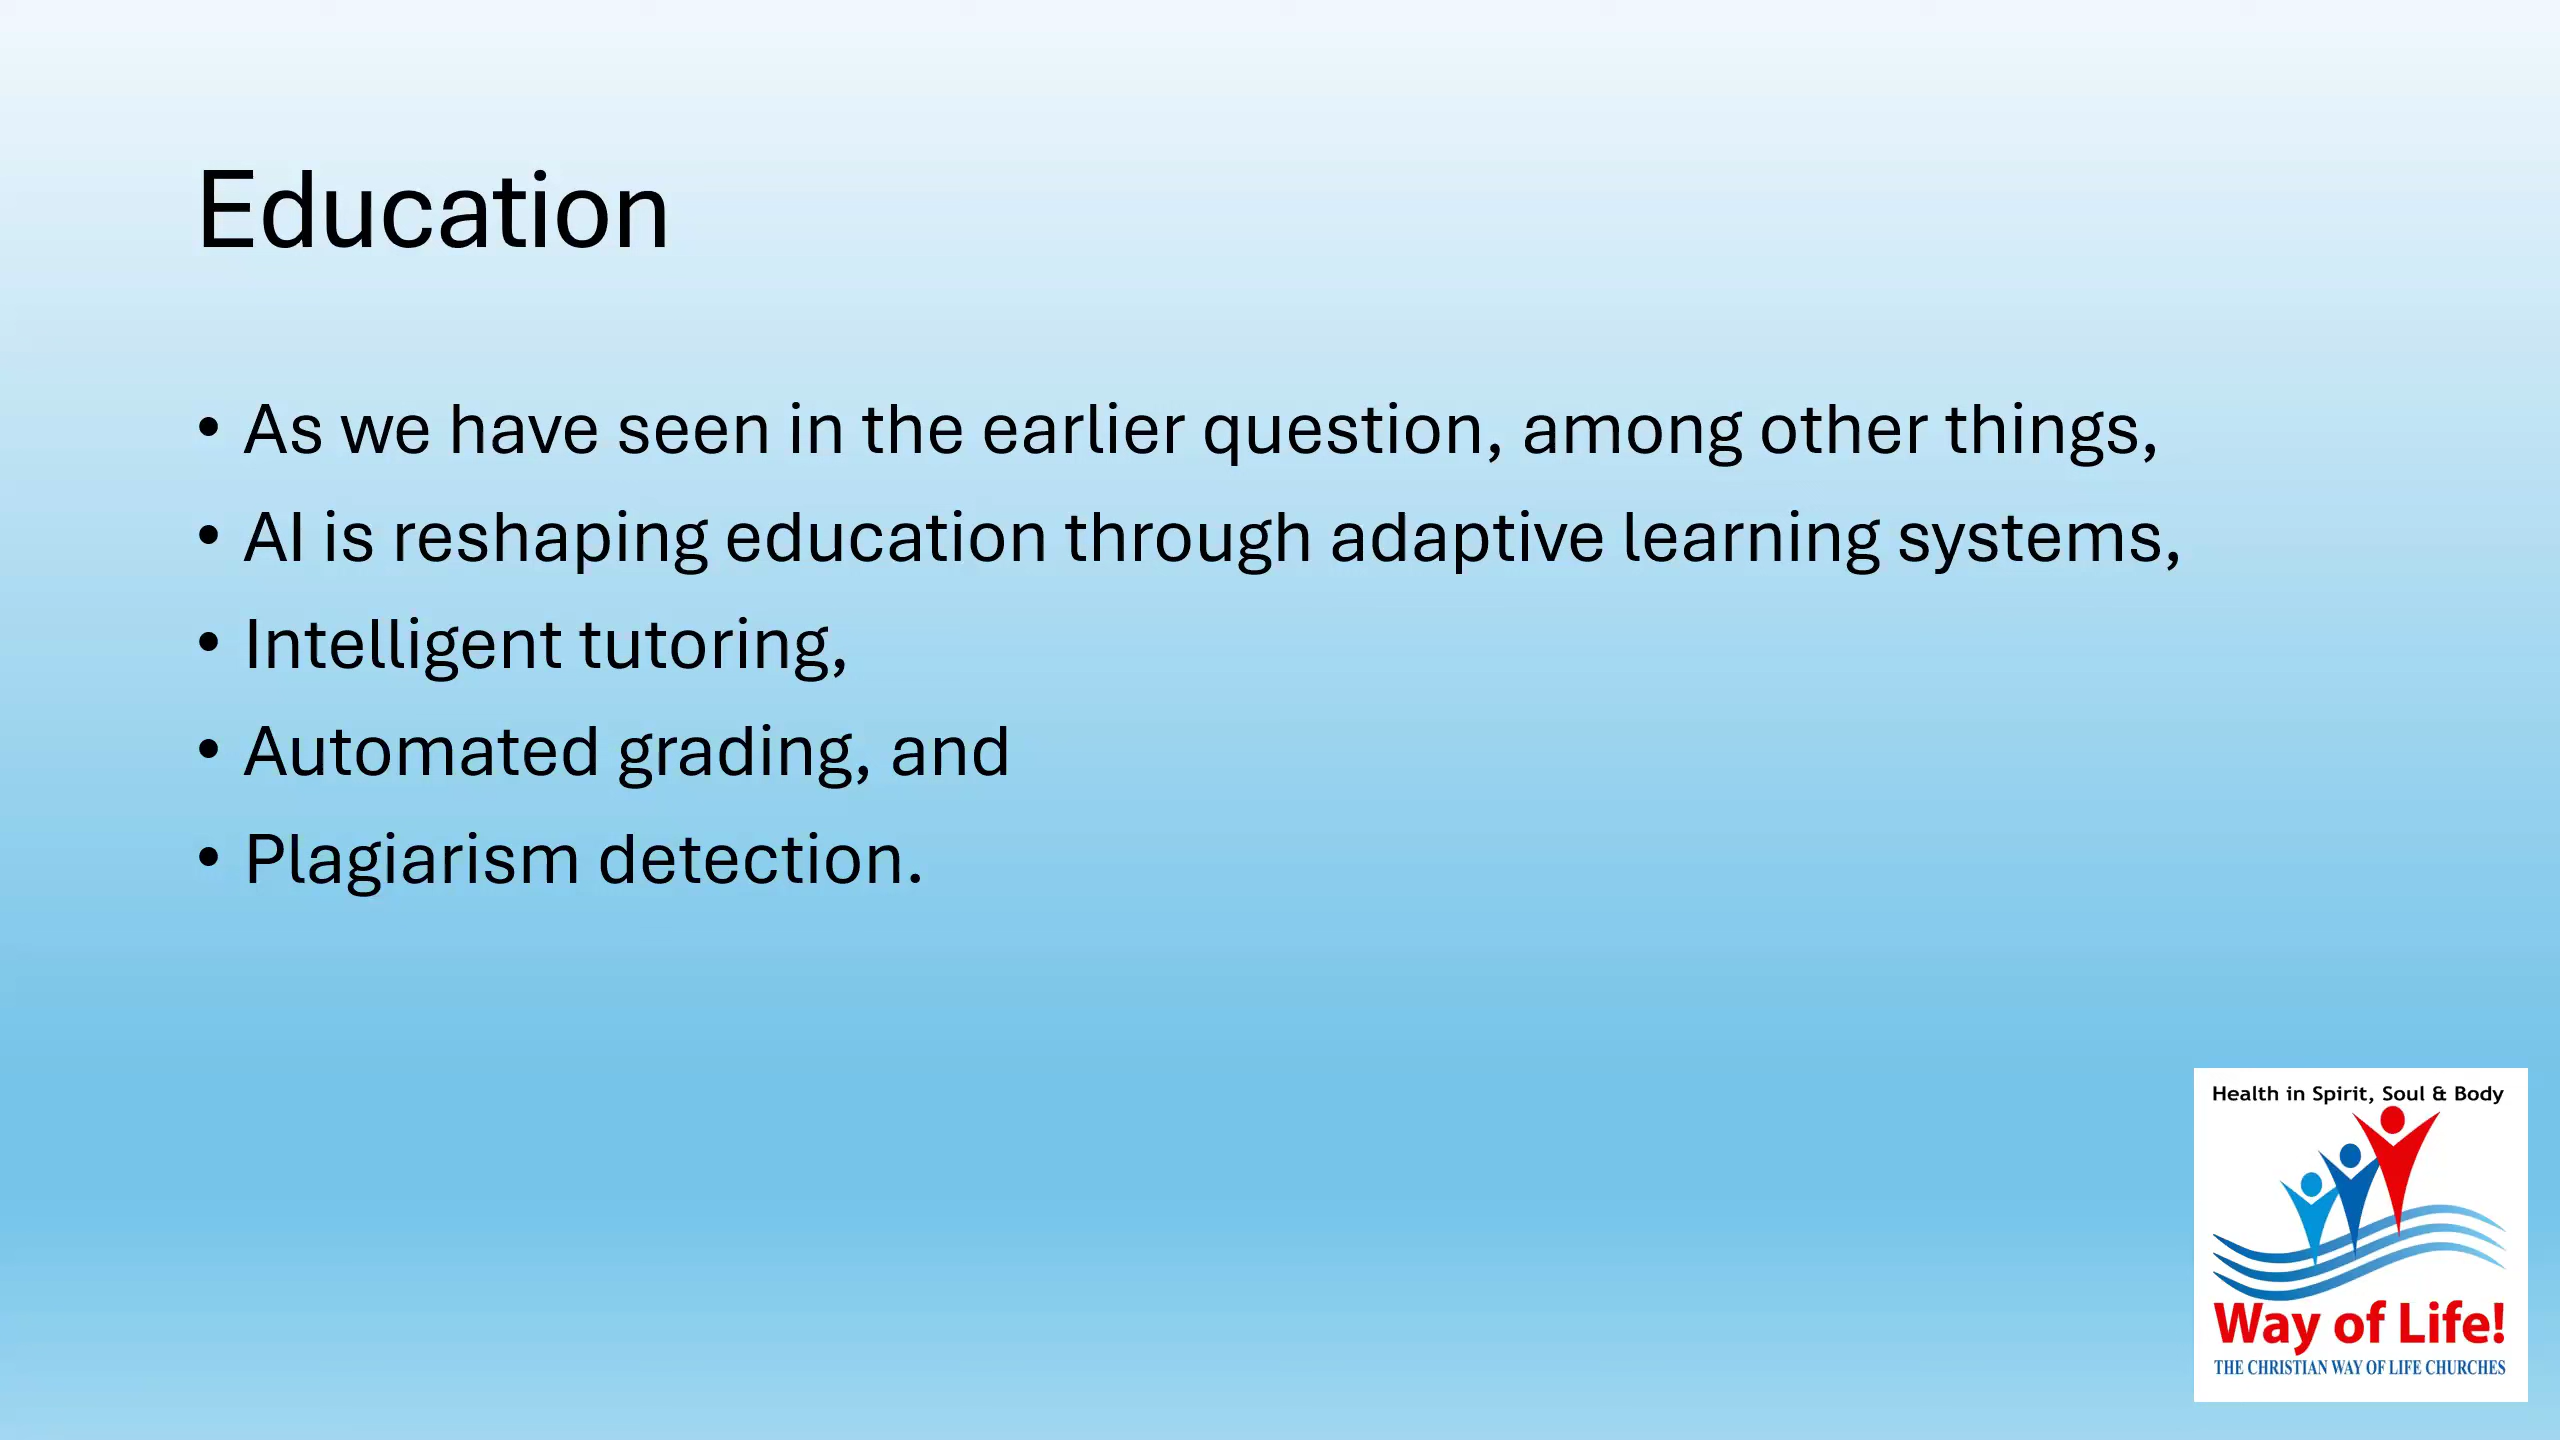 Education
• As we have seen in the earlier question, among other things,
• AI is reshaping education through adaptive learning systems,
• Intelligent tutoring,
• Automated grading, and
• Plagiarism detection.
Health in Spirit, Soul & Body
Way of Life!
THE CHRISTIAN WAY OF LIFE CHURCHES